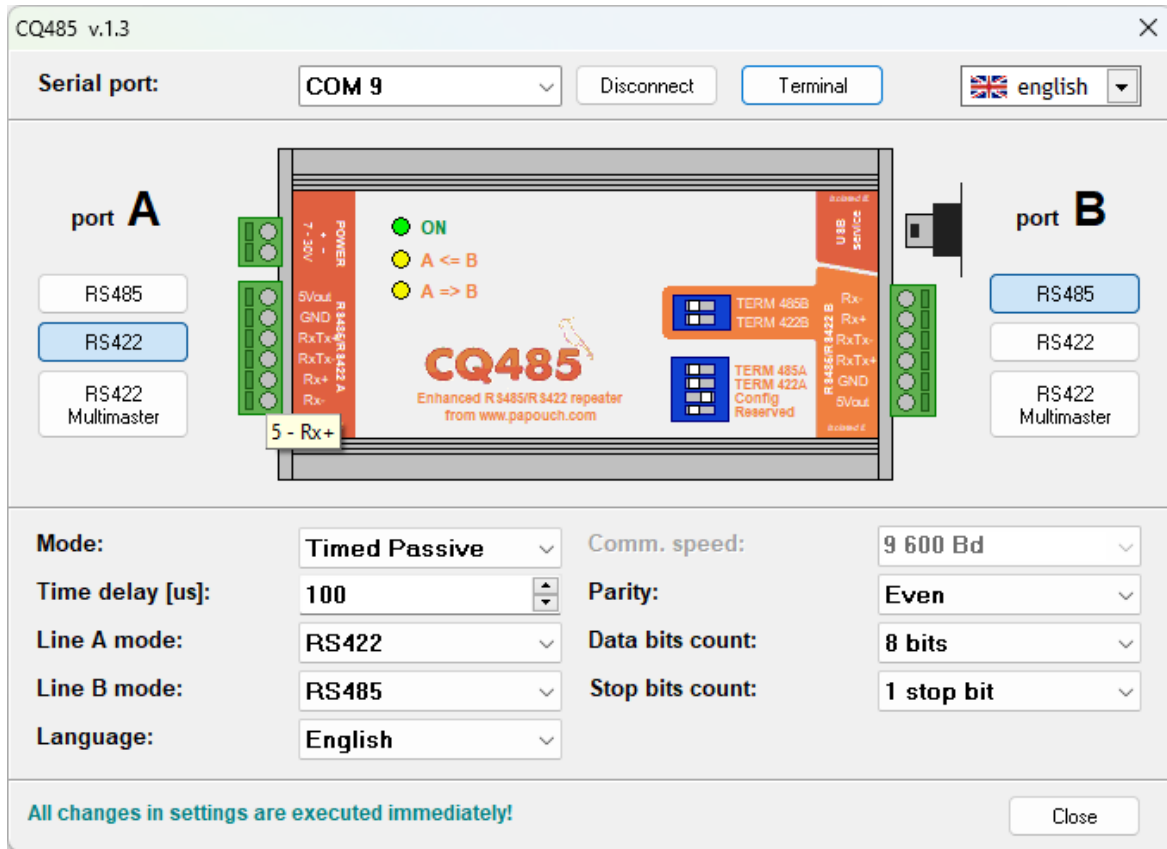 CQ485 v.1.3
Serial port: COM 9 Disconnect Terminal english
port A
RS485
RS422
RS422
Multimaster
7 - 30V
+ -
POWER
5Vout
GND
RxTx+
RxTx-
Rx+
Rx-
RS485/RS422 A
5 - Rx+
ON
A <= B
A => B
CQ485
Enhanced RS485/RS422 repeater
from www.papouch.com
TERM 485B
TERM 422B
TERM 485A
TERM 422A
Config
Reserved
USB
service
RS485/RS422 B
Rx-
Rx+
RxTx-
RxTx+
GND
5Vout
port B
RS485
RS422
RS422
Multimaster
Mode: Timed Passive Comm. speed: 9 600 Bd
Time delay [us]: 100 Parity: Even
Line A mode: RS422 Data bits count: 8 bits
Line B mode: RS485 Stop bits count: 1 stop bit
Language: English
All changes in settings are executed immediately! Close